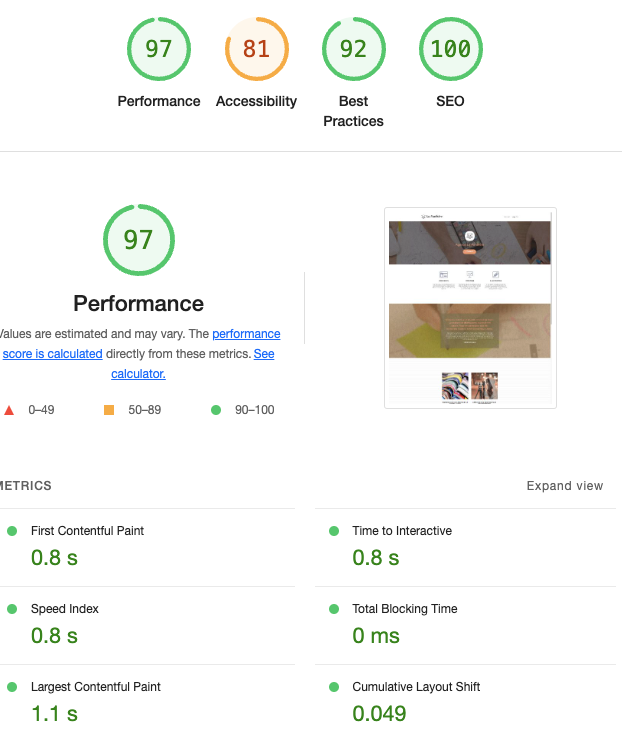 97
81
92
100
Performance
Accessibility
Best
Practices
SEO
97
Performance
Values are estimated and may vary. The performance
score is calculated directly from these metrics. See
calculator.
0–49
50–89
90–100
METRICS
Expand view
First Contentful Paint
0.8 s
Time to Interactive
0.8 s
Speed Index
0.8 s
Total Blocking Time
0 ms
Largest Contentful Paint
1.1 s
Cumulative Layout Shift
0.049